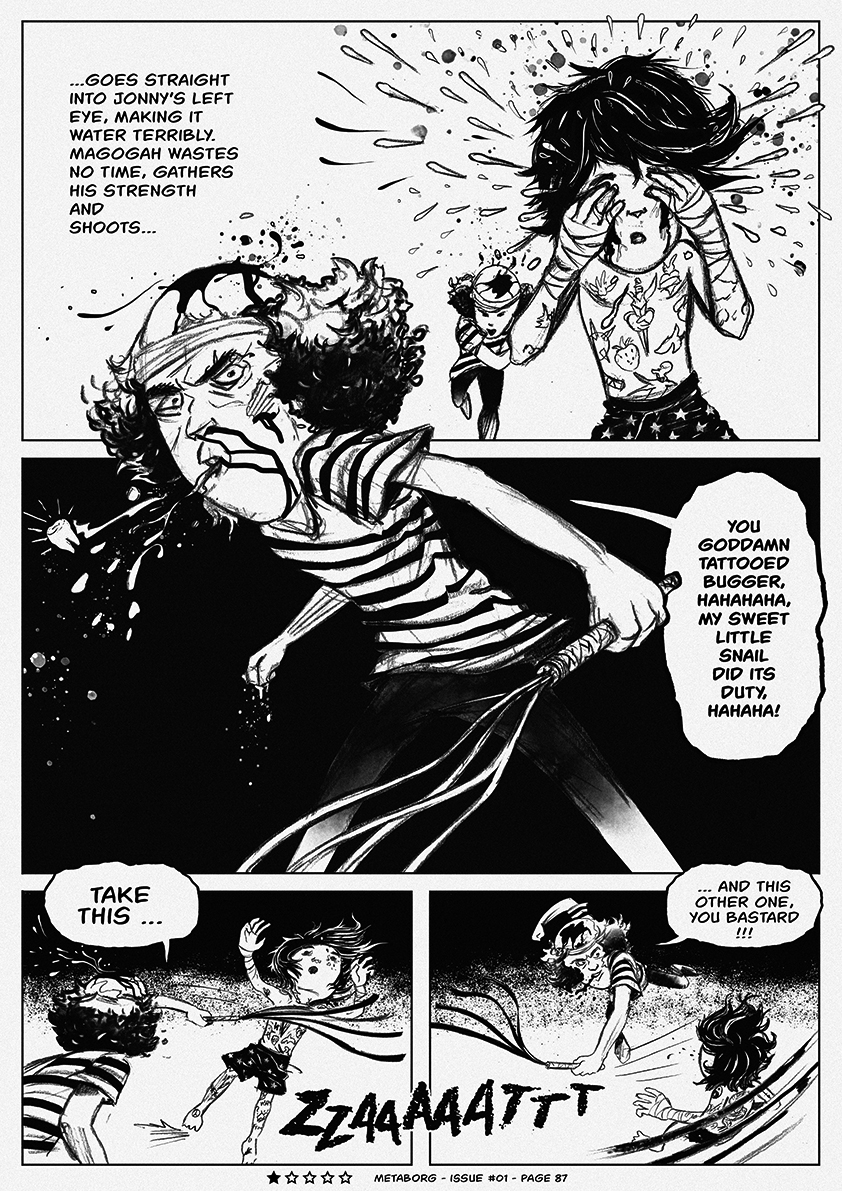 ...GOES STRAIGHT
INTO JONNY'S LEFT
EYE, MAKING IT
WATER TERRIBLY.
MAGOGAH WASTES
NO TIME, GATHERS
HIS STRENGTH
AND
SHOOTS...
YOU
GODDAMN
TATTOOED
BUGGER,
HAHAHAHA,
MY SWEET
LITTLE
SNAIL
DID ITS
DUTY,
HAHAHA!
TAKE
THIS ...
... AND THIS
OTHER ONE,
YOU BASTARD
!!!
ZZAAAAATTT
METABORG - ISSUE #01 - PAGE 87